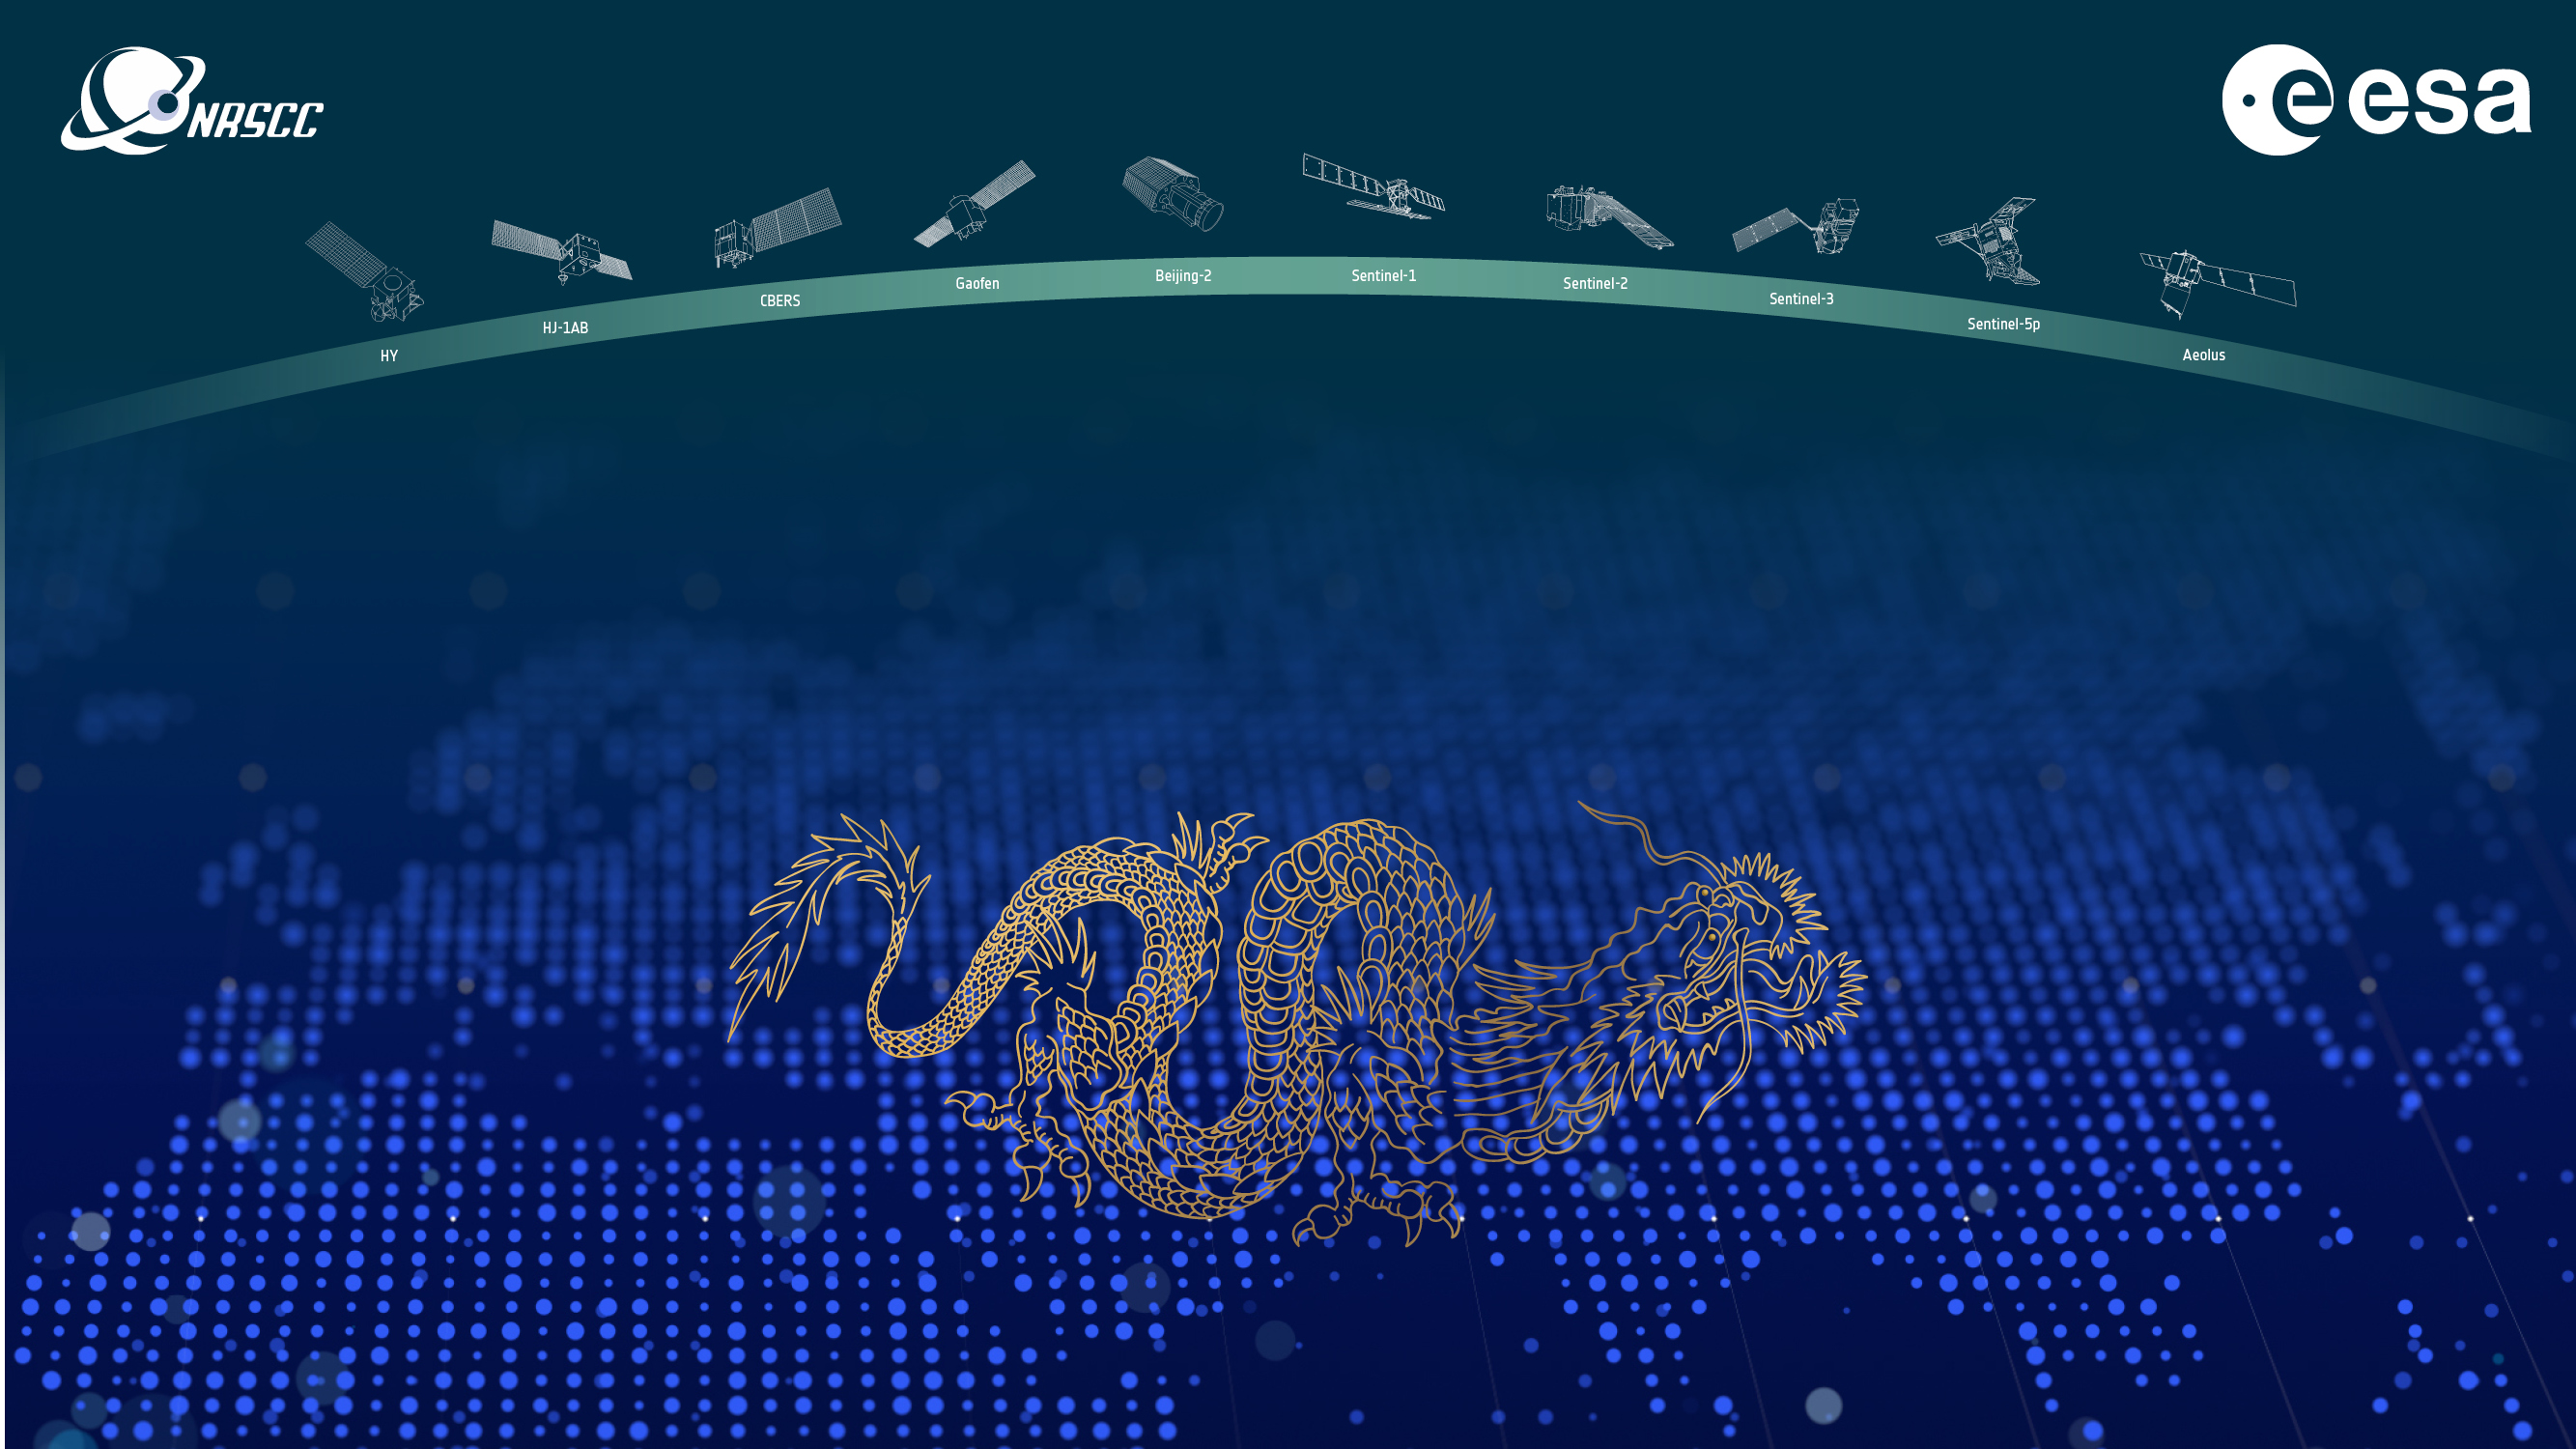 NRSCC
esa
HY
HJ-1AB
CBERS
Gaofen
Beijing-2
Sentinel-1
Sentinel-2
Sentinel-3
Sentinel-5p
Aeolus